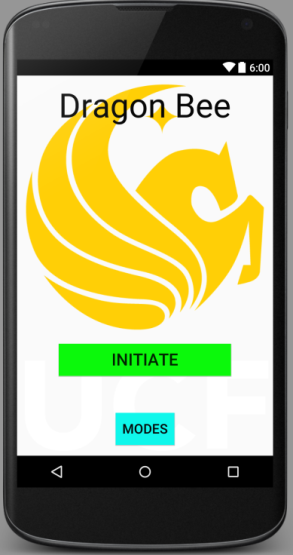 6:00
Dragon Bee
INITIATE
UCF
MODES